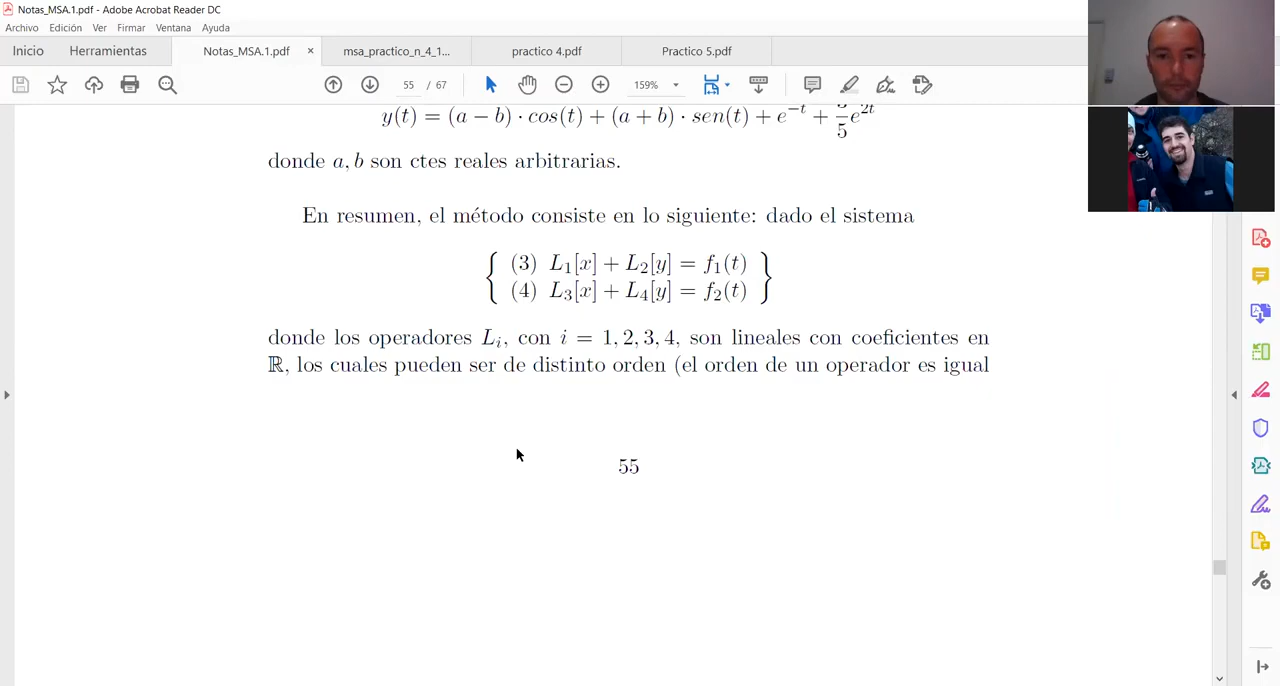 Notas_MSA.1.pdf - Adobe Acrobat Reader DC
Archivo Edición Ver Firmar Ventana Ayuda
Inicio Herramientas Notas_MSA.1.pdf × msa_practico_n_4_1... practico 4.pdf Practico 5.pdf
55 / 67 159%
y(t) = (a − b) · cos(t) + (a + b) · sen(t) + e^{−t} + \frac{3}{5}e^{2t}
donde a, b son ctes reales arbitrarias.
En resumen, el método consiste en lo siguiente: dado el sistema
(3) L₁[x] + L₂[y] = f₁(t)
(4) L₃[x] + L₄[y] = f₂(t)
donde los operadores Lᵢ, con i = 1, 2, 3, 4, son lineales con coeficientes en
ℝ, los cuales pueden ser de distinto orden (el orden de un operador es igual
55